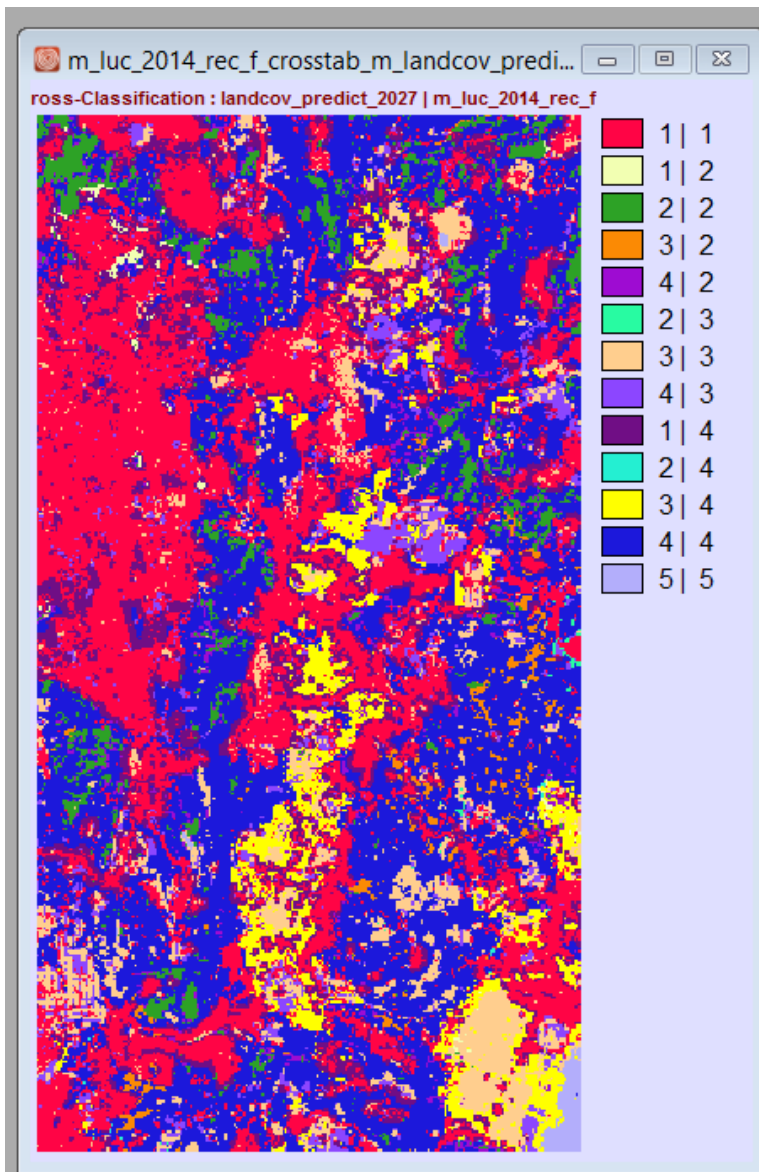 m_luc_2014_rec_f_crosstab_m_landcov_predi...
ross-Classification : landcov_predict_2027 | m_luc_2014_rec_f
1 | 1
1 | 2
2 | 2
3 | 2
4 | 2
2 | 3
3 | 3
4 | 3
1 | 4
2 | 4
3 | 4
4 | 4
5 | 5